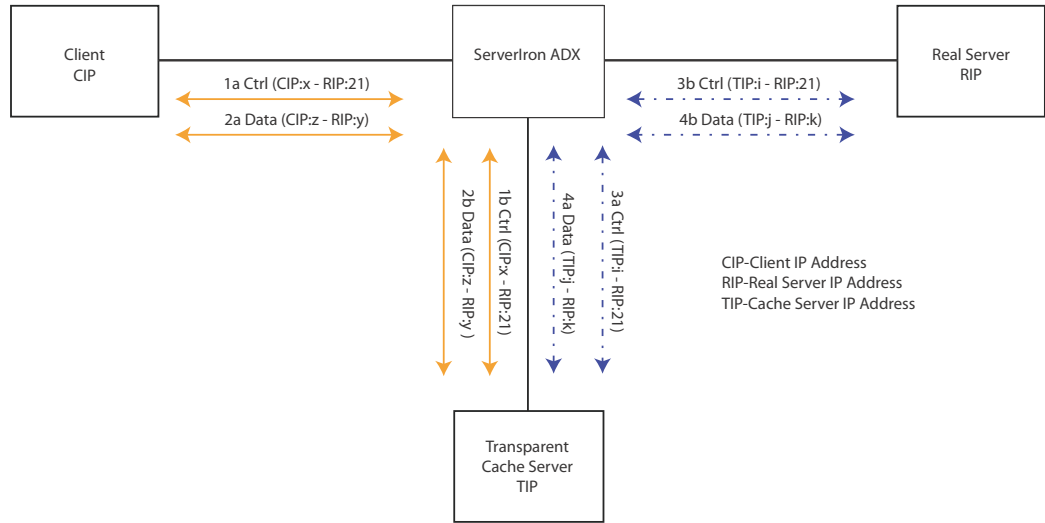 Client
CIP
ServerIron ADX
Real Server
RIP
1a Ctrl (CIP:x - RIP:21)
2a Data (CIP:z - RIP:y)
3b Ctrl (TIP:i - RIP:21)
4b Data (TIP:j - RIP:k)
2b Data (CIP:z - RIP:y )
1b Ctrl (CIP:x - RIP:21)
4a Data (TIP:j - RIP:k)
3a Ctrl (TIP:i - RIP:21)
CIP-Client IP Address
RIP-Real Server IP Address
TIP-Cache Server IP Address
Transparent
Cache Server
TIP